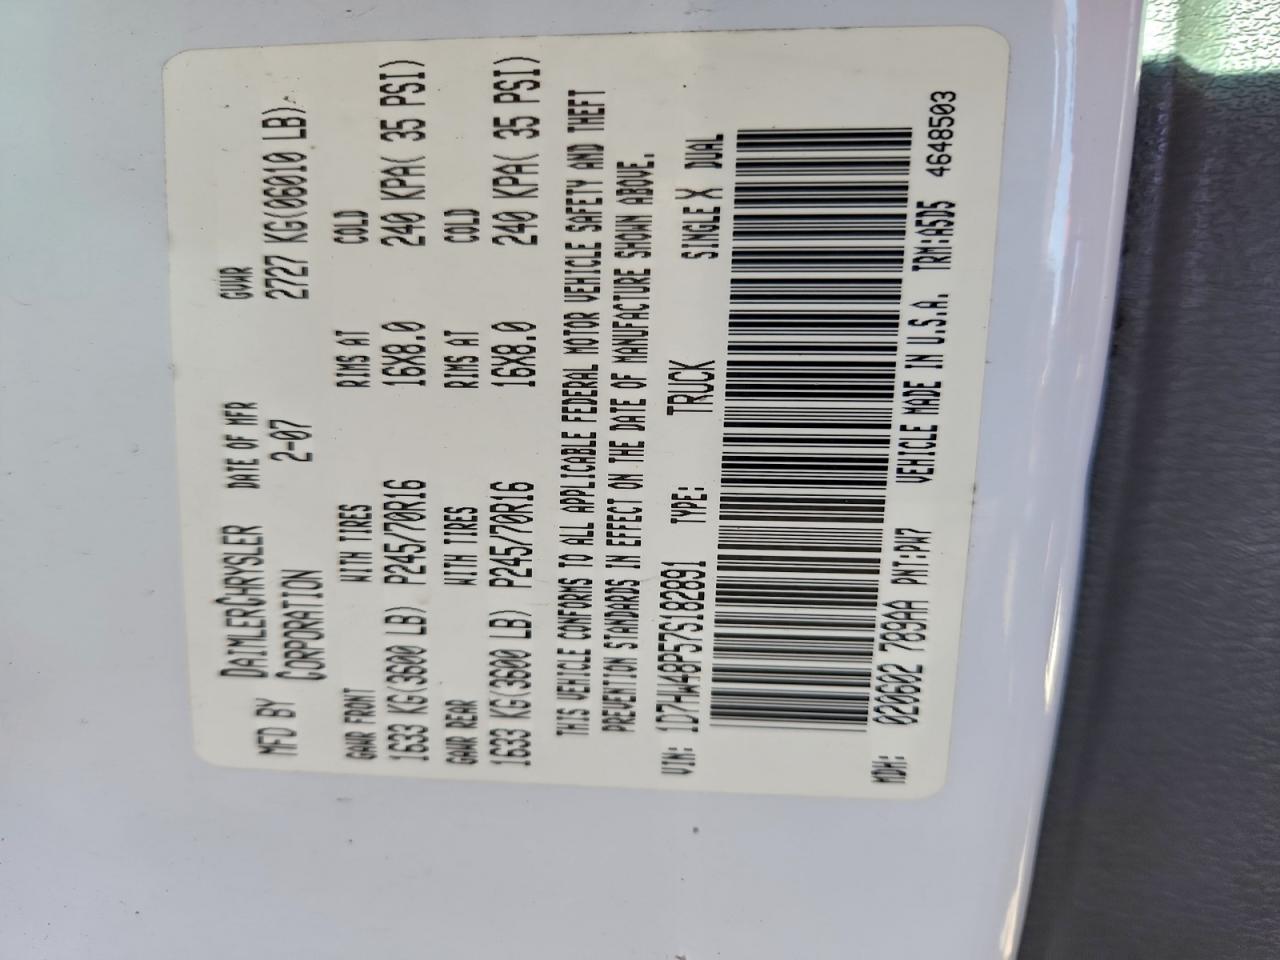 MFD BY DAIMLERCHRYSLER CORPORATION
DATE OF MFR 2-07
GVWR 2727 KG(06010 LB)
GAWR FRONT WITH TIRES RIMS AT COLD
1633 KG(3600 LB) P245/70R16 16X8.0 240 KPA( 35 PSI)
GAWR REAR WITH TIRES RIMS AT COLD
1633 KG(3600 LB) P245/70R16 16X8.0 240 KPA( 35 PSI)
THIS VEHICLE CONFORMS TO ALL APPLICABLE FEDERAL MOTOR VEHICLE SAFETY AND THEFT
PREVENTION STANDARDS IN EFFECT ON THE DATE OF MANUFACTURE SHOWN ABOVE.
VIN: 1D7HW48P57S182891 TYPE: TRUCK SINGLE X DUAL
MDH: 020602 789AA PNT:PW7 VEHICLE MADE IN U.S.A. TRM:A5D5
4648503